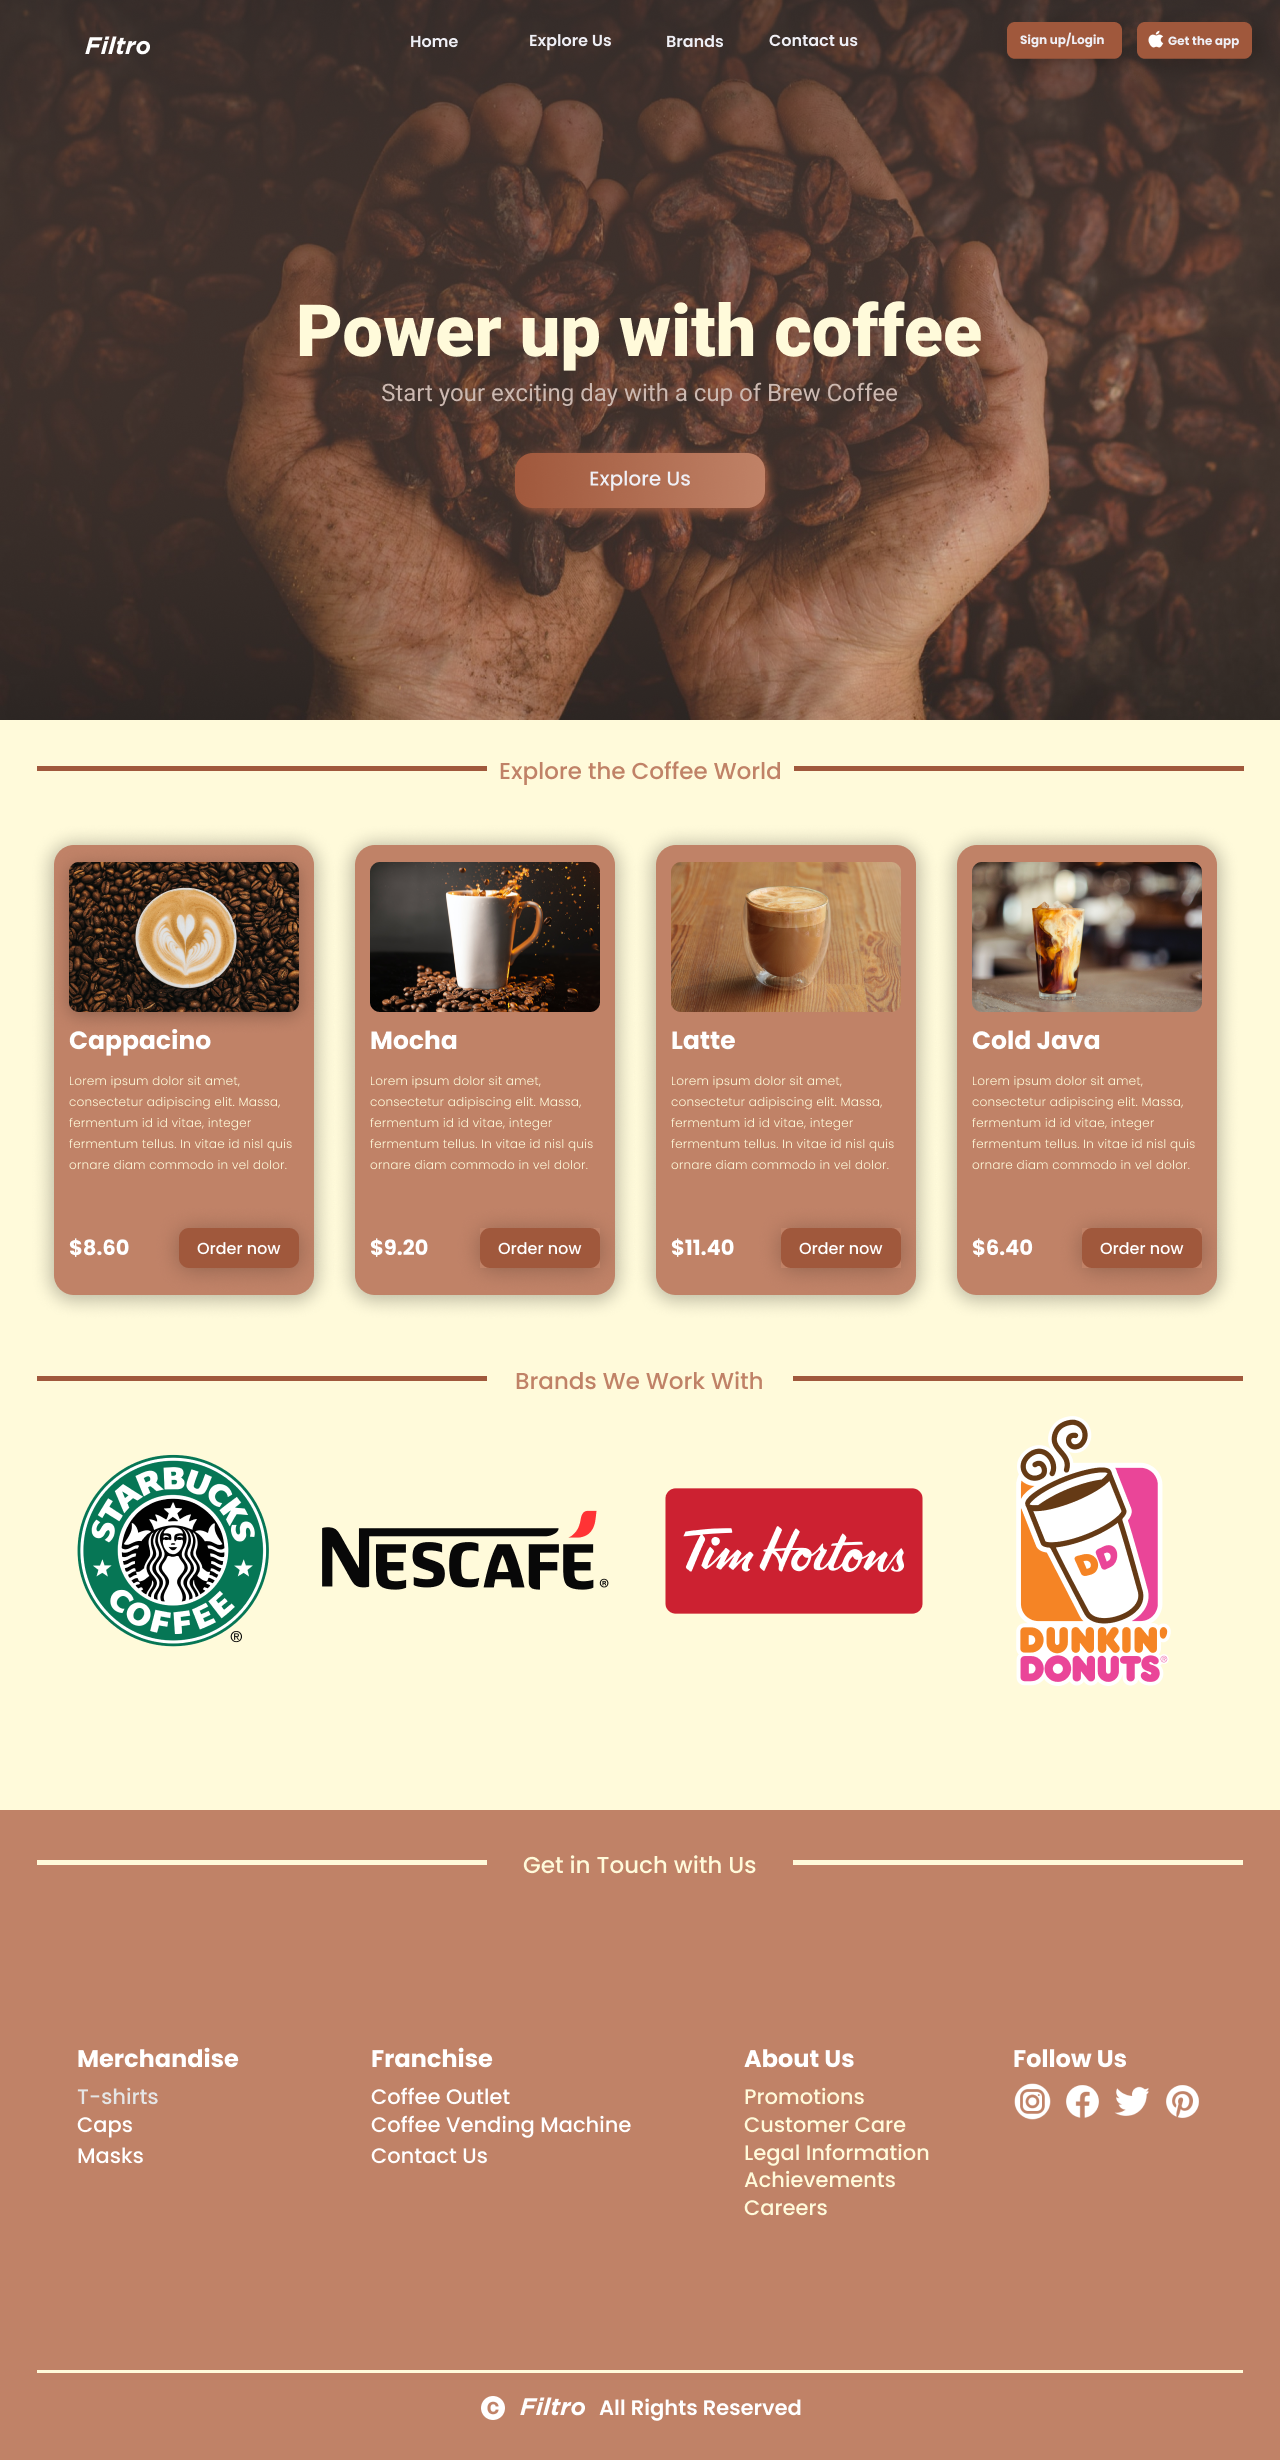 Filtro
Home
Explore Us
Brands
Contact us
Sign up/Login
Get the app
Power up with coffee
Start your exciting day with a cup of Brew Coffee
Explore Us
Explore the Coffee World
Cappacino
Lorem ipsum dolor sit amet,
consectetur adipiscing elit. Massa,
fermentum id id vitae, integer
fermentum tellus. In vitae id nisl quis
ornare diam commodo in vel dolor.
$8.60
Order now
Mocha
Lorem ipsum dolor sit amet,
consectetur adipiscing elit. Massa,
fermentum id id vitae, integer
fermentum tellus. In vitae id nisl quis
ornare diam commodo in vel dolor.
$9.20
Order now
Latte
Lorem ipsum dolor sit amet,
consectetur adipiscing elit. Massa,
fermentum id id vitae, integer
fermentum tellus. In vitae id nisl quis
ornare diam commodo in vel dolor.
$11.40
Order now
Cold Java
Lorem ipsum dolor sit amet,
consectetur adipiscing elit. Massa,
fermentum id id vitae, integer
fermentum tellus. In vitae id nisl quis
ornare diam commodo in vel dolor.
$6.40
Order now
Brands We Work With
STARBUCKS
COFFEE
®
NESCAFÉ®
Tim Hortons
DD
DUNKIN'
DONUTS®
Get in Touch with Us
Merchandise
T-shirts
Caps
Masks
Franchise
Coffee Outlet
Coffee Vending Machine
Contact Us
About Us
Promotions
Customer Care
Legal Information
Achievements
Careers
Follow Us
© Filtro All Rights Reserved